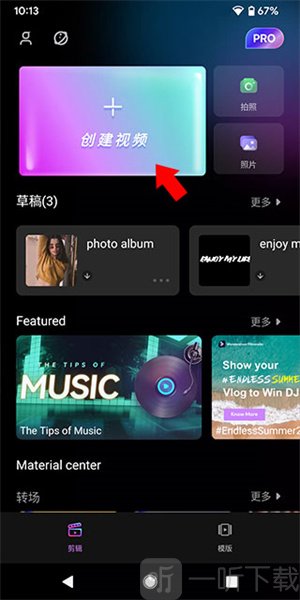 10:13
67%
PRO
创建视频
拍照
照片
草稿(3)
更多
photo album
enjoy m
ENJOY MY LIFE
Featured
更多
THE TIPS OF
MUSIC
The Tips of Music
Wondershare Filmora Go
Show your
#ENDLESS SUMME
Vlog to Win DJ
Know More
#EndlessSummer2
Material center
转场
更多
剪辑
模版
一听下载